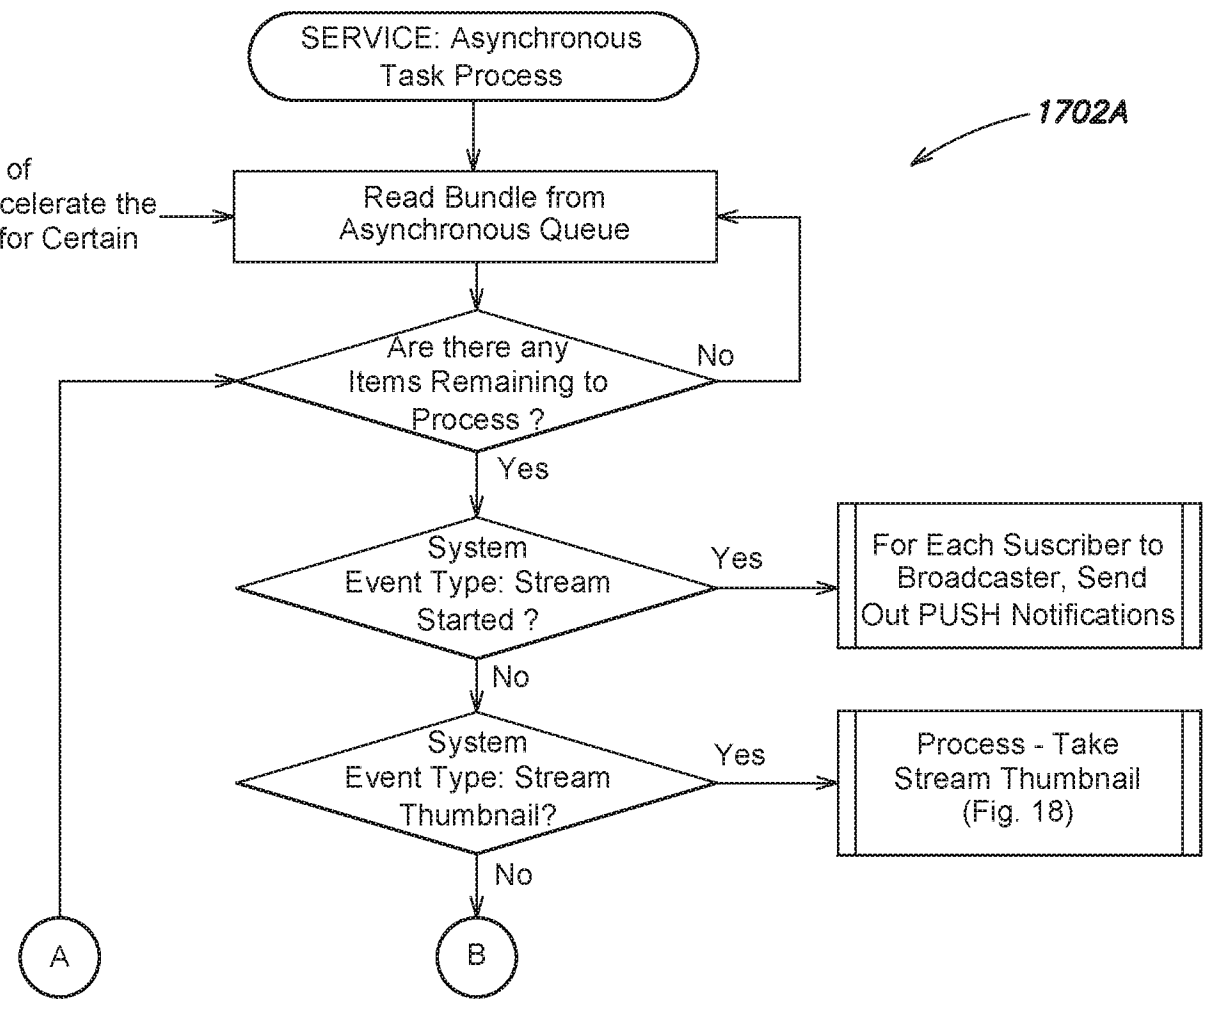 SERVICE: Asynchronous
Task Process
1702A
of
celerate the
for Certain
Read Bundle from
Asynchronous Queue
Are there any
Items Remaining to
Process ?
No
Yes
System
Event Type: Stream
Started ?
Yes
For Each Suscriber to
Broadcaster, Send
Out PUSH Notifications
No
System
Event Type: Stream
Thumbnail?
Yes
Process - Take
Stream Thumbnail
(Fig. 18)
No
A
B